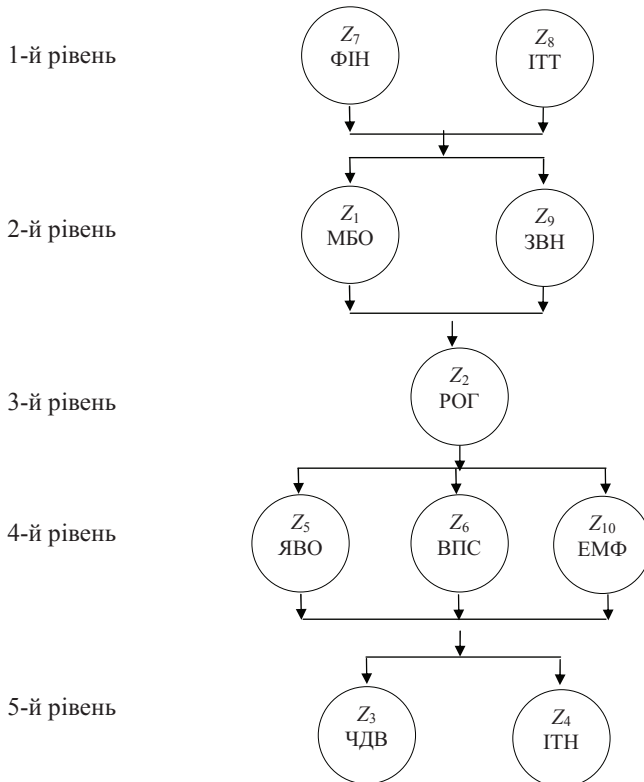 1-й рівень
Z7
ФІН
Z8
ІТТ
2-й рівень
Z1
МБО
Z9
ЗВН
3-й рівень
Z2
РОГ
4-й рівень
Z5
ЯВО
Z6
ВПС
Z10
ЕМФ
5-й рівень
Z3
ЧДВ
Z4
ІТН